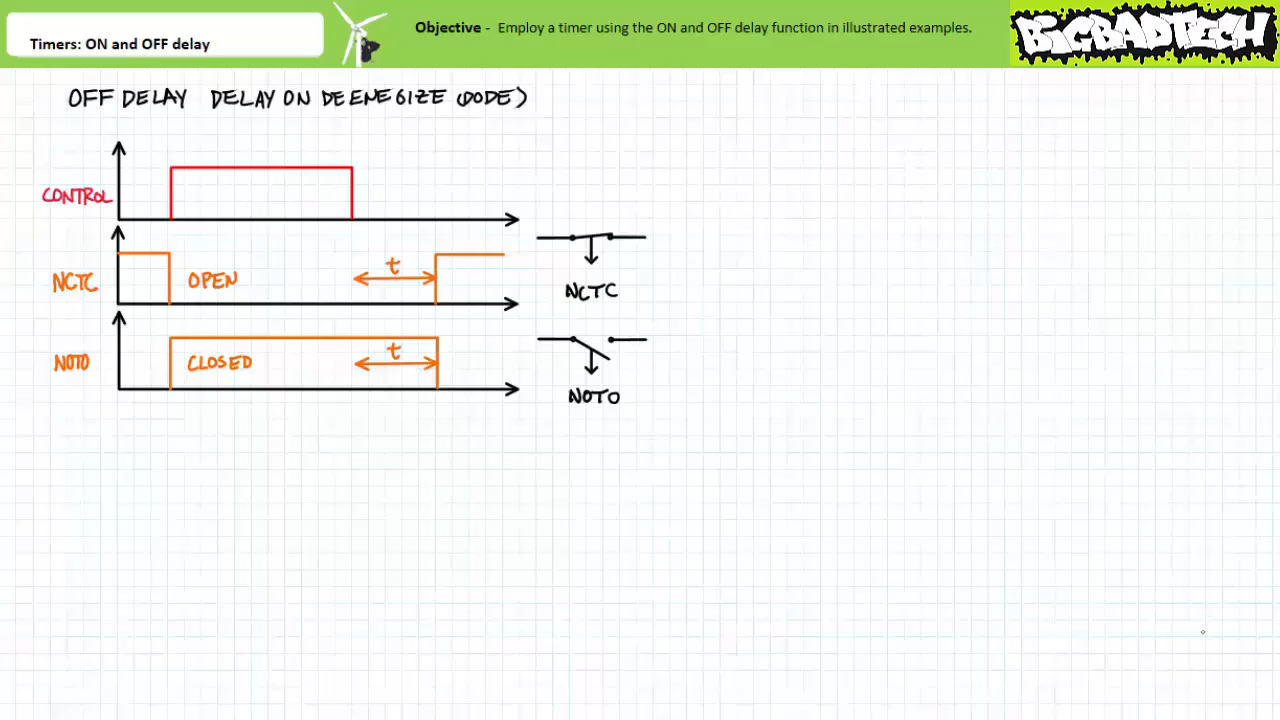 Timers: ON and OFF delay
Objective - Employ a timer using the ON and OFF delay function in illustrated examples.
BIGBADTECH
OFF DELAY DELAY ON DEENEGIZE (DODE)
CONTROL
NCTC
OPEN
t
NCTC
NOTO
CLOSED
t
NOTO